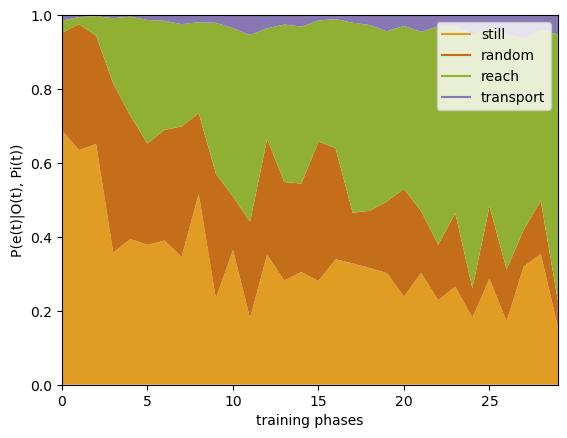 1.0
0.8
0.6
0.4
0.2
0.0
P(e(t)|O(t), Pi(t))
still
random
reach
transport
0 5 10 15 20 25
training phases